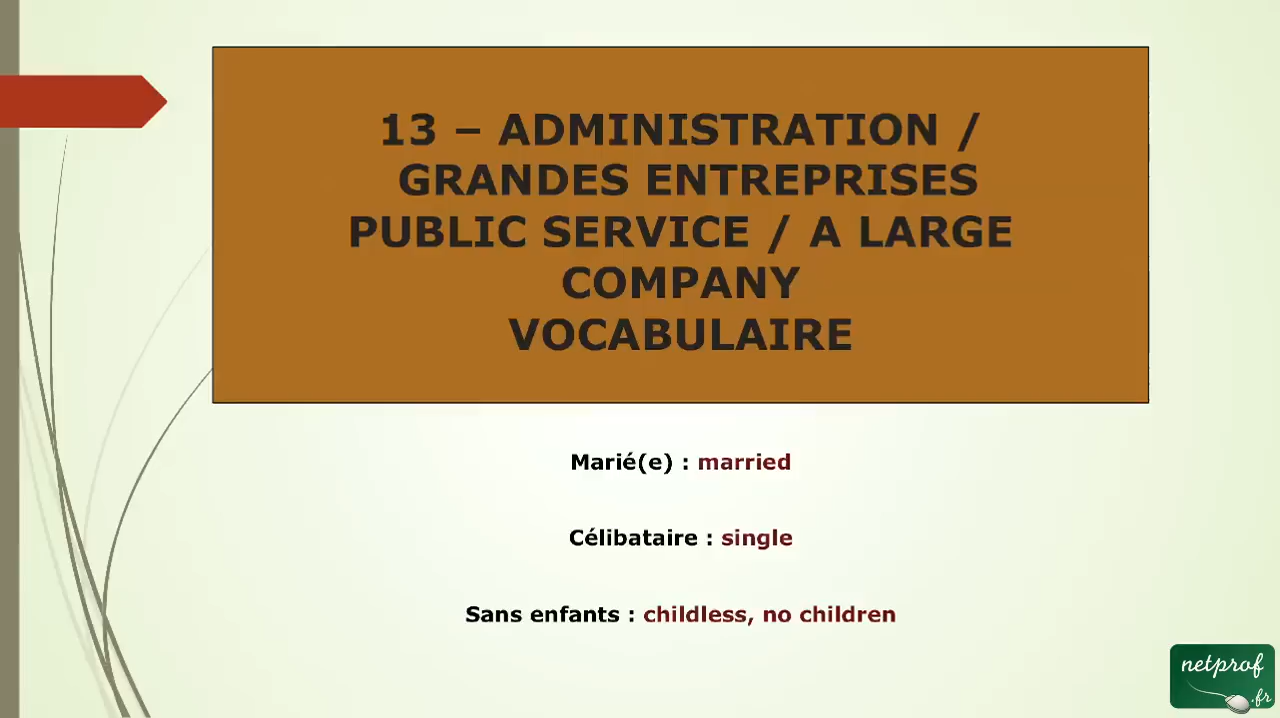 13 – ADMINISTRATION /
GRANDES ENTREPRISES
PUBLIC SERVICE / A LARGE
COMPANY
VOCABULAIRE
Marié(e) : married
Célibataire : single
Sans enfants : childless, no children
netprof
.fr